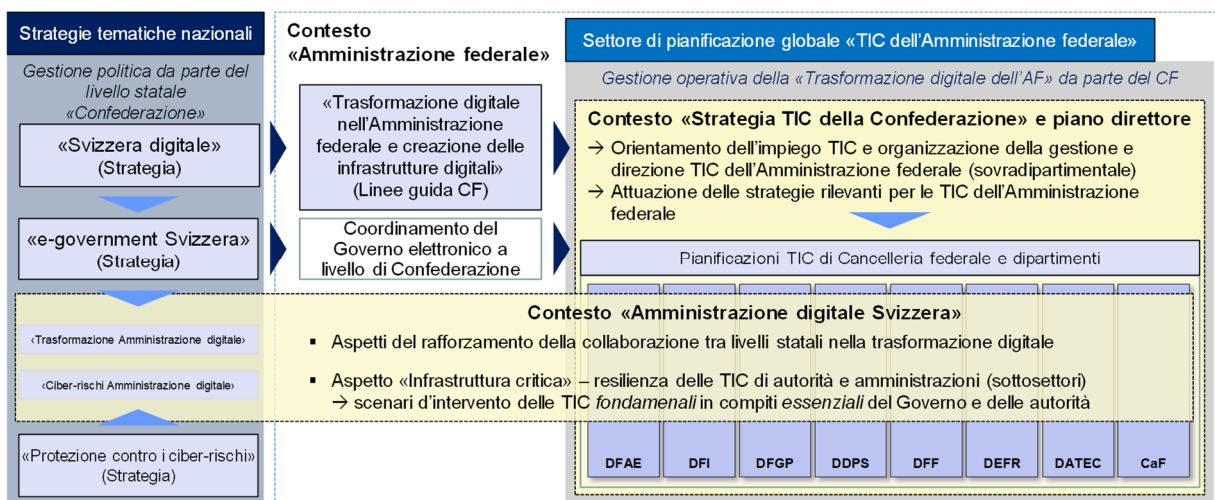 Strategie tematiche nazionali
Gestione politica da parte del
livello statale
«Confederazione»
«Svizzera digitale»
(Strategia)
«e-government Svizzera»
(Strategia)
‹Trasformazione Amministrazione digitale›
‹Ciber-rischi Amministrazione digitale›
«Protezione contro i ciber-rischi»
(Strategia)
Contesto
«Amministrazione federale»
«Trasformazione digitale
nell’Amministrazione
federale e creazione delle
infrastrutture digitali»
(Linee guida CF)
Coordinamento del
Governo elettronico a
livello di Confederazione
Settore di pianificazione globale «TIC dell’Amministrazione federale»
Gestione operativa della «Trasformazione digitale dell’AF» da parte del CF
Contesto «Strategia TIC della Confederazione» e piano direttore
→ Orientamento dell’impiego TIC e organizzazione della gestione e
direzione TIC dell’Amministrazione federale (sovradipartimentale)
→ Attuazione delle strategie rilevanti per le TIC dell’Amministrazione
federale
Pianificazioni TIC di Cancelleria federale e dipartimenti
Contesto «Amministrazione digitale Svizzera»
▪ Aspetti del rafforzamento della collaborazione tra livelli statali nella trasformazione digitale
▪ Aspetto «Infrastruttura critica» – resilienza delle TIC di autorità e amministrazioni (sottosettori)
→ scenari d’intervento delle TIC fondamenali in compiti essenziali del Governo e delle autorità
DFAE DFI DFGP DDPS DFF DEFR DATEC CaF